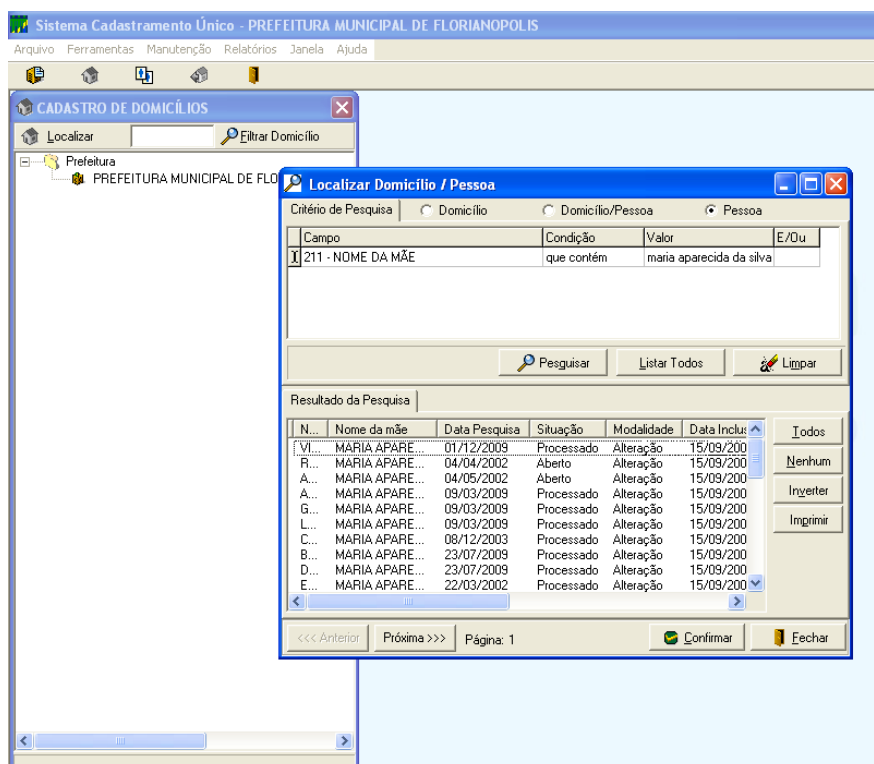 Sistema Cadastramento Único - PREFEITURA MUNICIPAL DE FLORIANOPOLIS
Arquivo Ferramentas Manutenção Relatórios Janela Ajuda
CADASTRO DE DOMICÍLIOS
Localizar Filtrar Domicílio
Prefeitura
PREFEITURA MUNICIPAL DE FLO
Localizar Domicílio / Pessoa
Critério de Pesquisa Domicílio Domicílio/Pessoa Pessoa
Campo Condição Valor E/Ou
211 - NOME DA MÃE que contém maria aparecida da silva
Pesquisar Listar Todos Limpar
Resultado da Pesquisa
N... Nome da mãe Data Pesquisa Situação Modalidade Data Inclus
VI... MARIA APARE... 01/12/2009 Processado Alteração 15/09/200
R... MARIA APARE... 04/04/2002 Aberto Alteração 15/09/200
A... MARIA APARE... 04/05/2002 Aberto Alteração 15/09/200
A... MARIA APARE... 09/03/2009 Processado Alteração 15/09/200
G... MARIA APARE... 09/03/2009 Processado Alteração 15/09/200
L... MARIA APARE... 09/03/2009 Processado Alteração 15/09/200
C... MARIA APARE... 08/12/2003 Processado Alteração 15/09/200
B... MARIA APARE... 23/07/2009 Processado Alteração 15/09/200
D... MARIA APARE... 23/07/2009 Processado Alteração 15/09/200
E... MARIA APARE... 22/03/2002 Processado Alteração 15/09/200
Todos
Nenhum
Inverter
Imprimir
<<< Anterior Próxima >>> Página: 1 Confirmar Fechar